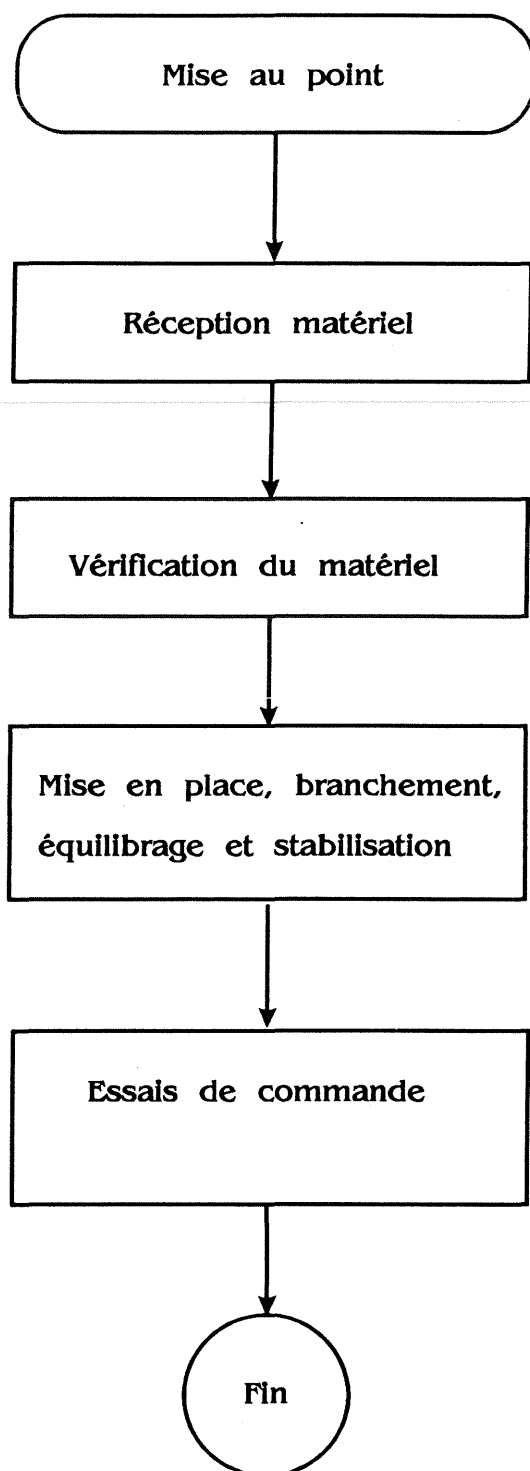 Mise au point
Réception matériel
Vérification du matériel
Mise en place, branchement,
équilibrage et stabilisation
Essais de commande
Fin